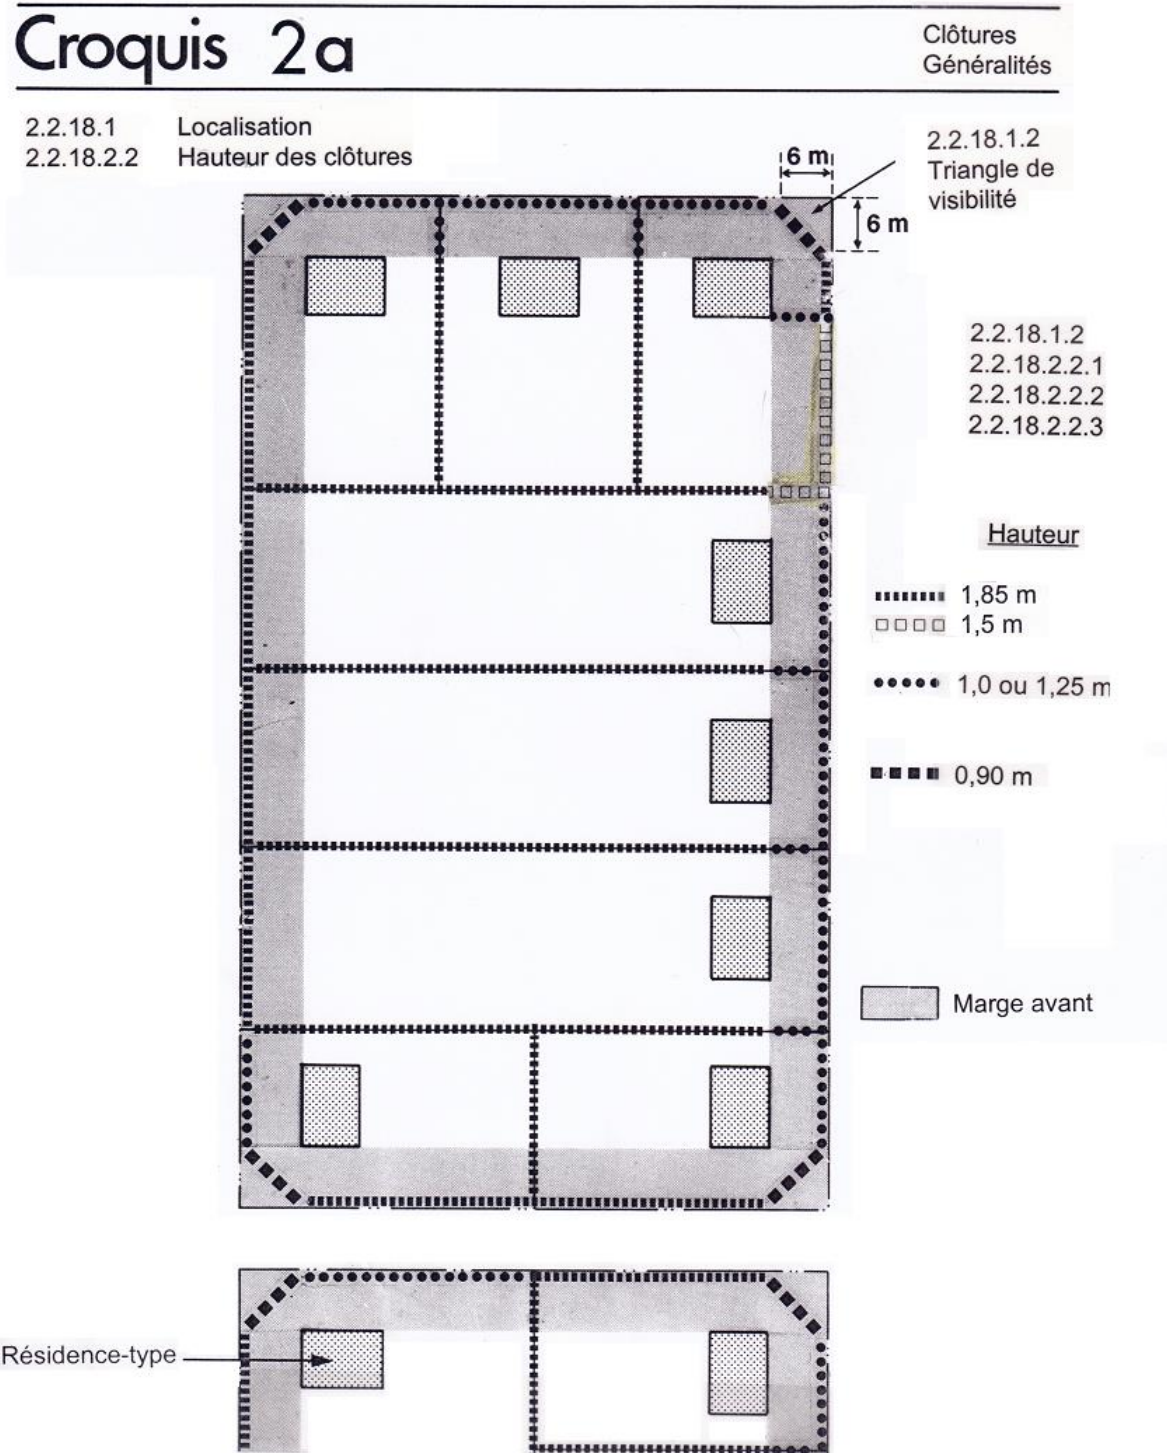 Croquis 2a
Clôtures
Généralités
2.2.18.1 Localisation
2.2.18.2.2 Hauteur des clôtures
6 m
2.2.18.1.2
Triangle de
visibilité
6 m
2.2.18.1.2
2.2.18.2.2.1
2.2.18.2.2.2
2.2.18.2.2.3
Hauteur
1,85 m
1,5 m
1,0 ou 1,25 m
0,90 m
Marge avant
Résidence-type